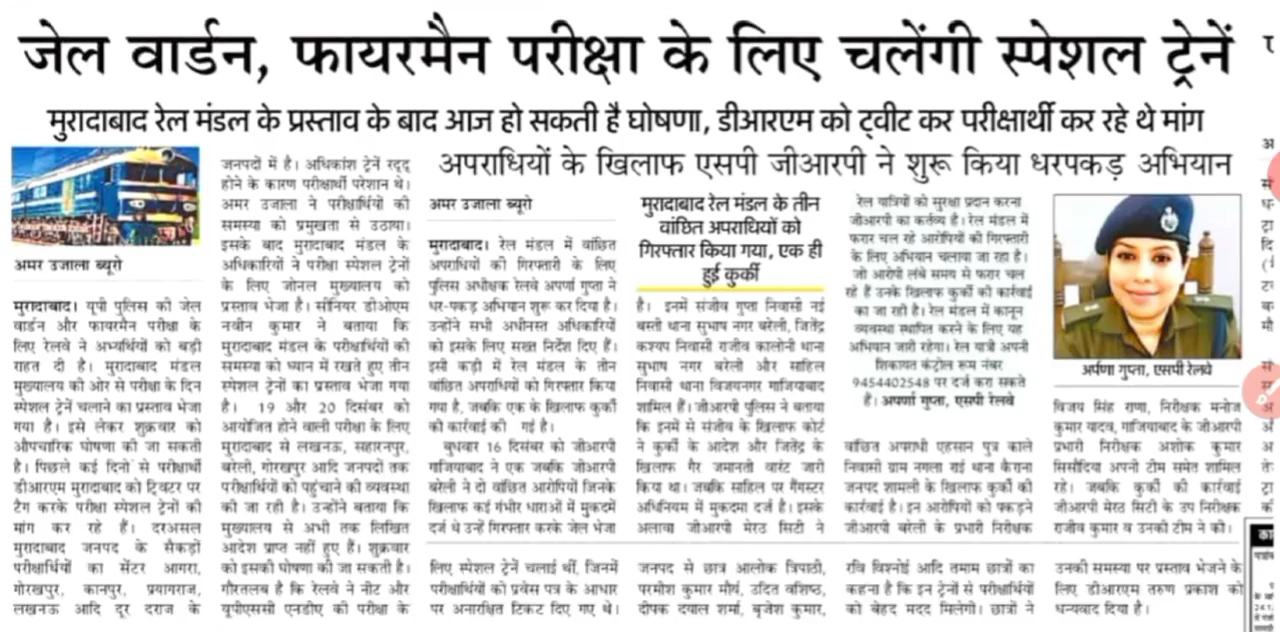 जेल वार्डन, फायरमैन परीक्षा के लिए चलेंगी स्पेशल ट्रेनें
मुरादाबाद रेल मंडल के प्रस्ताव के बाद आज हो सकती है घोषणा, डीआरएम को ट्वीट कर परीक्षार्थी कर रहे थे मांग
अमर उजाला ब्यूरो
मुरादाबाद। यूपी पुलिस की जेल
वार्डन और फायरमैन परीक्षा के
लिए रेलवे ने अभ्यर्थियों को बड़ी
राहत दी है। मुरादाबाद मंडल
मुख्यालय की ओर से परीक्षा के दिन
स्पेशल ट्रेनें चलाने का प्रस्ताव भेजा
गया है। इसे लेकर शुक्रवार को
औपचारिक घोषणा की जा सकती
है। पिछले कई दिनों से परीक्षार्थी
डीआरएम मुरादाबाद को ट्विटर पर
टैग करके परीक्षा स्पेशल ट्रेनों की
मांग कर रहे हैं। दरअसल
मुरादाबाद जनपद के सैकड़ों
परीक्षार्थियों का सेंटर आगरा,
गोरखपुर, कानपुर, प्रयागराज,
लखनऊ आदि दूर दराज के
जनपदों में है। अधिकांश ट्रेनें रद्द
होने के कारण परीक्षार्थी परेशान थे।
अमर उजाला ने परीक्षार्थियों की
समस्या को प्रमुखता से उठाया।
इसके बाद मुरादाबाद मंडल के
अधिकारियों ने परीक्षा स्पेशल ट्रेनों
के लिए जोनल मुख्यालय को
प्रस्ताव भेजा है। सीनियर डीओएम
नवीन कुमार ने बताया कि
मुरादाबाद मंडल के परीक्षार्थियों की
समस्या को ध्यान में रखते हुए तीन
स्पेशल ट्रेनों का प्रस्ताव भेजा गया
है। 19 और 20 दिसंबर को
आयोजित होने वाली परीक्षा के लिए
मुरादाबाद से लखनऊ, सहारनपुर,
बरेली, गोरखपुर आदि जनपदों तक
परीक्षार्थियों को पहुंचाने की व्यवस्था
की जा रही है। उन्होंने बताया कि
मुख्यालय से अभी तक लिखित
आदेश प्राप्त नहीं हुए हैं। शुक्रवार
को इसकी घोषणा की जा सकती है।
गौरतलब है कि रेलवे ने नीट और
यूपीएससी एनडीए की परीक्षा के
लिए स्पेशल ट्रेनें चलाई थीं, जिनमें
परीक्षार्थियों को प्रवेस पत्र के आधार
पर अनारक्षित टिकट दिए गए थे।
जनपद से छात्र आलोक त्रिपाठी,
परमीश कुमार मौर्य, उदित वशिष्ठ,
दीपक दयाल शर्मा, बृजेश कुमार,
रवि विश्नोई आदि तमाम छात्रों का
कहना है कि इन ट्रेनों से परीक्षार्थियों
को बेहद मदद मिलेगी। छात्रों ने
उनकी समस्या पर प्रस्ताव भेजने के
लिए डीआरएम तरुण प्रकाश को
धन्यवाद दिया है।
अपराधियों के खिलाफ एसपी जीआरपी ने शुरू किया धरपकड़ अभियान
अमर उजाला ब्यूरो
मुरादाबाद। रेल मंडल में वांछित
अपराधियों की गिरफ्तारी के लिए
पुलिस अधीक्षक रेलवे अपर्णा गुप्ता ने
धर-पकड़ अभियान शुरू कर दिया है।
उन्होंने सभी अधीनस्त अधिकारियों
को इसके लिए सख्त निर्देश दिए हैं।
इसी कड़ी में रेल मंडल के तीन
वांछित अपराधियों को गिरफ्तार किया
गया है, जबकि एक के खिलाफ कुर्की
की कार्रवाई की गई है।
बुधवार 16 दिसंबर को जीआरपी
गाजियाबाद ने एक जबकि जीआरपी
बरेली ने दो वांछित आरोपियों जिनके
खिलाफ कई गंभीर धाराओं में मुकदमें
दर्ज थे उन्हें गिरफ्तार करके जेल भेजा
मुरादाबाद रेल मंडल के तीन
वांछित अपराधियों को
गिरफ्तार किया गया, एक ही
हुई कुर्की
है। इनमें संजीव गुप्ता निवासी नई
बस्ती थाना सुभाष नगर बरेली, जितेंद्र
कश्यप निवासी राजीव कालोनी थाना
सुभाष नगर बरेली और साहिल
निवासी थाना विजयनगर गाजियाबाद
शामिल हैं। जीआरपी पुलिस ने बताया
कि इनमें से संजीव के खिलाफ कोर्ट
ने कुर्की के आदेश और जितेंद्र के
खिलाफ गैर जमानती वारंट जारी
किया था। जबकि साहिल पर गैंगस्टर
अधिनियम में मुकदमा दर्ज है। इसके
अलावा जीआरपी मेरठ सिटी ने
रेल यात्रियों को सुरक्षा प्रदान करना
जीआरपी का कर्तव्य है। रेल मंडल में
फरार चल रहे आरोपियों की गिरफ्तारी
के लिए अभियान चलाया जा रहा है।
जो आरोपी लंबे समय से फरार चल
रहे हैं उनके खिलाफ कुर्की की कार्रवाई
का जा रही है। रेल मंडल में कानून
व्यवस्था स्थापित करने के लिए यह
अभियान जारी रहेगा। रेल यात्री अपनी
शिकायत कंट्रोल रूम नंबर
9454402548 पर दर्ज करा सकते
हैं। अपर्णा गुप्ता, एसपी रेलवे
वांछित अपराधी एहसान पुत्र काले
निवासी ग्राम नगला राई थाना कैराना
जनपद शामली के खिलाफ कुर्की की
कार्रवाई है। इन आरोपियों को पकड़ने
जीआरपी बरेली के प्रभारी निरीक्षक
अर्पणा गुप्ता, एसपी रेलवे
विजय सिंह राणा, निरीक्षक मनोज
कुमार यादव, गाजियाबाद के जीआरपी
प्रभारी निरीक्षक अशोक कुमार
सिसौदिया अपनी टीम समेत शामिल
रहे। जबकि कुर्की की कार्रवाई
जीआरपी मेरठ सिटी के उप निरीक्षक
राजीव कुमार व उनकी टीम ने की।